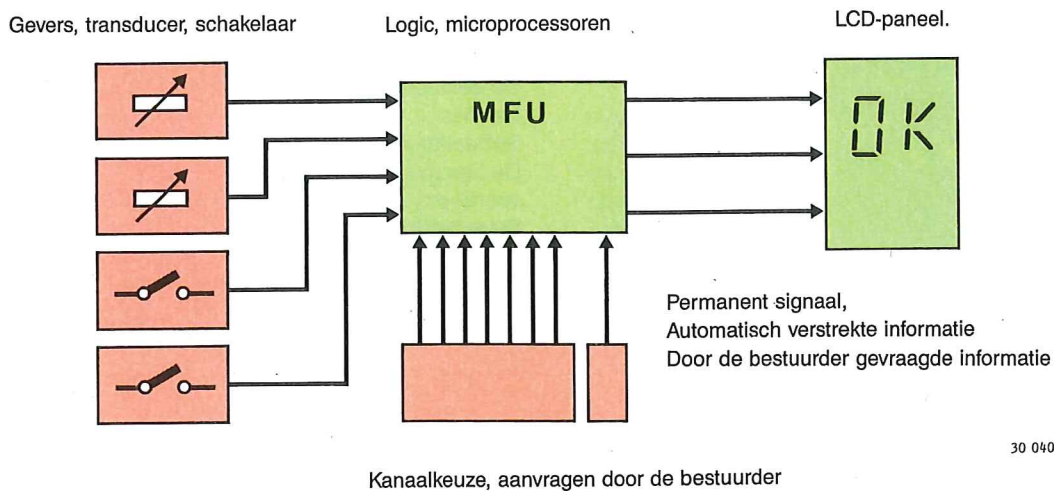 Gevers, transducer, schakelaar
Logic, microprocessoren
LCD-paneel.
MFU
OK
Permanent signaal,
Automatisch verstrekte informatie
Door de bestuurder gevraagde informatie
30 040
Kanaalkeuze, aanvragen door de bestuurder